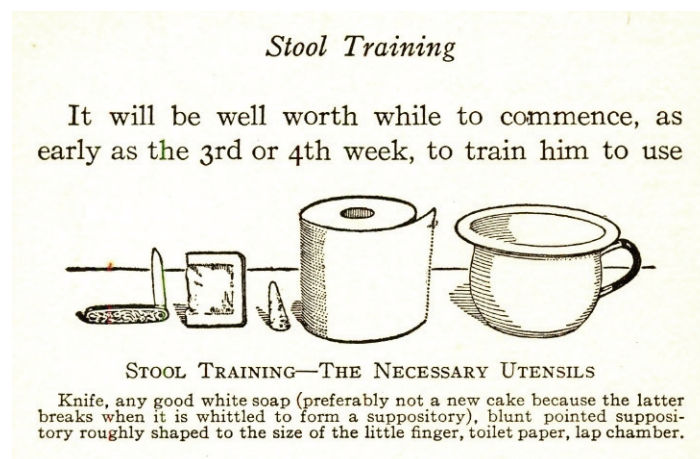 Stool Training
It will be well worth while to commence, as
early as the 3rd or 4th week, to train him to use
Stool Training—The Necessary Utensils
Knife, any good white soap (preferably not a new cake because the latter
breaks when it is whittled to form a suppository), blunt pointed supposi-
tory roughly shaped to the size of the little finger, toilet paper, lap chamber.